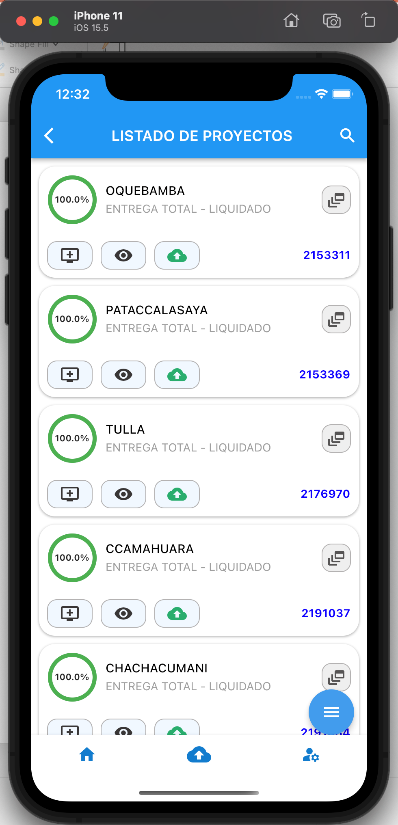 iPhone 11
iOS 15.5
Shape Fill
12:32
LISTADO DE PROYECTOS
100.0%
OQUEBAMBA
ENTREGA TOTAL - LIQUIDADO
2153311
100.0%
PATACCALASAYA
ENTREGA TOTAL - LIQUIDADO
2153369
100.0%
TULLA
ENTREGA TOTAL - LIQUIDADO
2176970
100.0%
CCAMAHUARA
ENTREGA TOTAL - LIQUIDADO
2191037
100.0%
CHACHACUMANI
ENTREGA TOTAL - LIQUIDADO